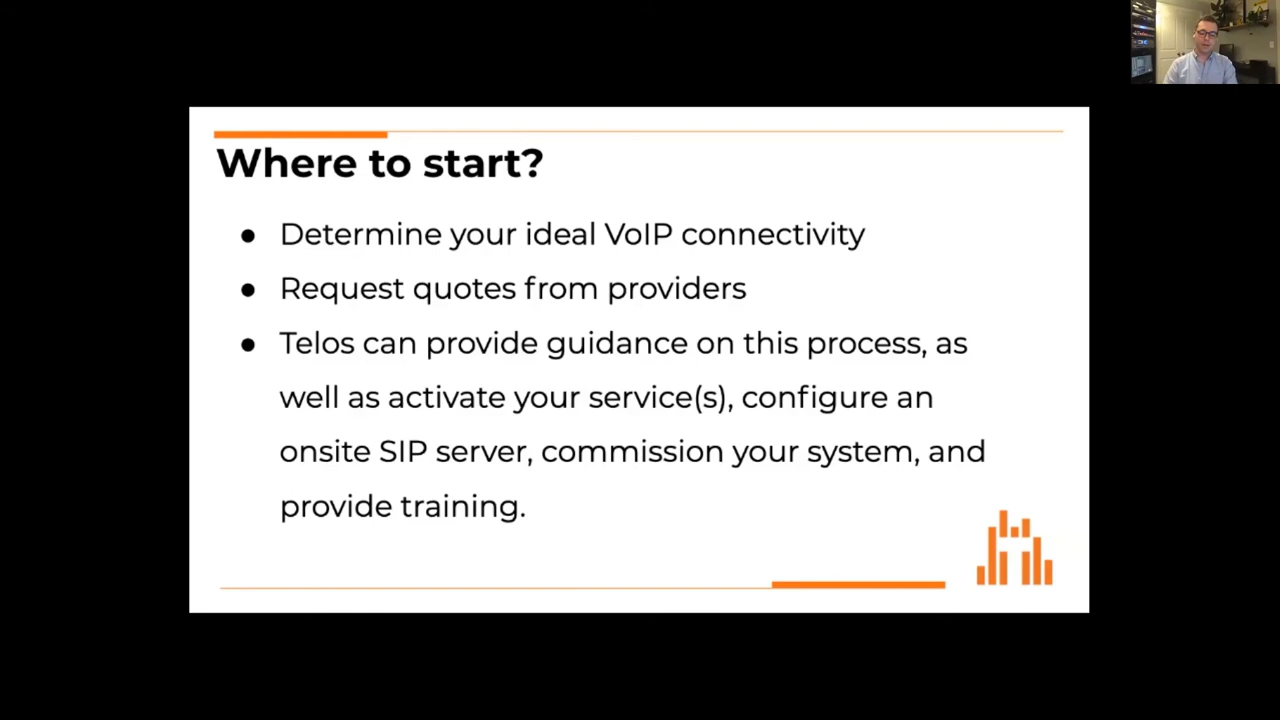 Where to start?
● Determine your ideal VoIP connectivity
● Request quotes from providers
● Telos can provide guidance on this process, as
well as activate your service(s), configure an
onsite SIP server, commission your system, and
provide training.